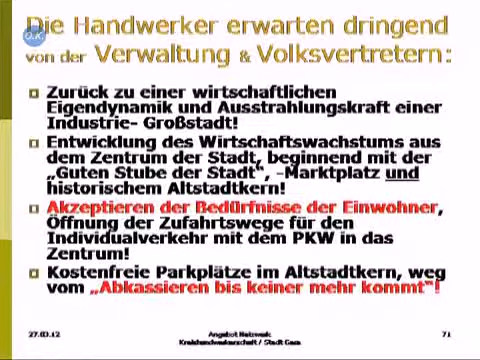 Die Handwerker erwarten dringend
O.K.
von der Verwaltung & Volksvertretern:
Zurück zu einer wirtschaftlichen
Eigendynamik und Ausstrahlungskraft einer
Industrie- Großstadt!
Entwicklung des Wirtschaftswachstums aus
dem Zentrum der Stadt, beginnend mit der
„Guten Stube der Stadt“, -Marktplatz und
historischem Altstadtkern!
Akzeptieren der Bedürfnisse der Einwohner,
Öffnung der Zufahrtswege für den
Individualverkehr mit dem PKW in das
Zentrum!
Kostenfreie Parkplätze im Altstadtkern, weg
vom „Abkassieren bis keiner mehr kommt“!
27.03.12
Angebot Netzwerk
Kreishandwerkerschaft / Stadt Gera
71